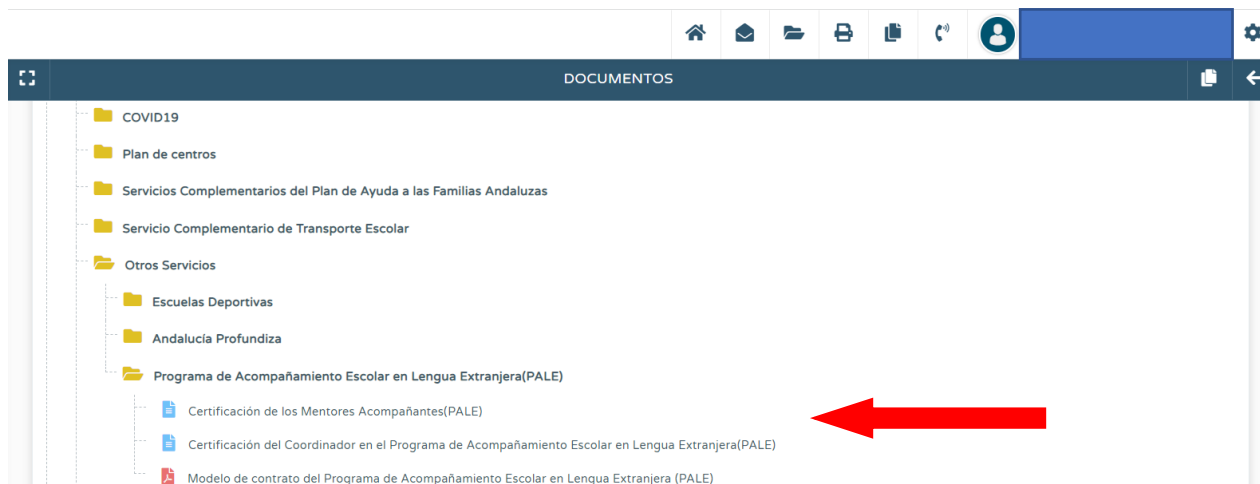 DOCUMENTOS
COVID19
Plan de centros
Servicios Complementarios del Plan de Ayuda a las Familias Andaluzas
Servicio Complementario de Transporte Escolar
Otros Servicios
Escuelas Deportivas
Andalucía Profundiza
Programa de Acompañamiento Escolar en Lengua Extranjera(PALE)
Certificación de los Mentores Acompañantes(PALE)
Certificación del Coordinador en el Programa de Acompañamiento Escolar en Lengua Extranjera(PALE)
Modelo de contrato del Programa de Acompañamiento Escolar en Lengua Extranjera (PALE)